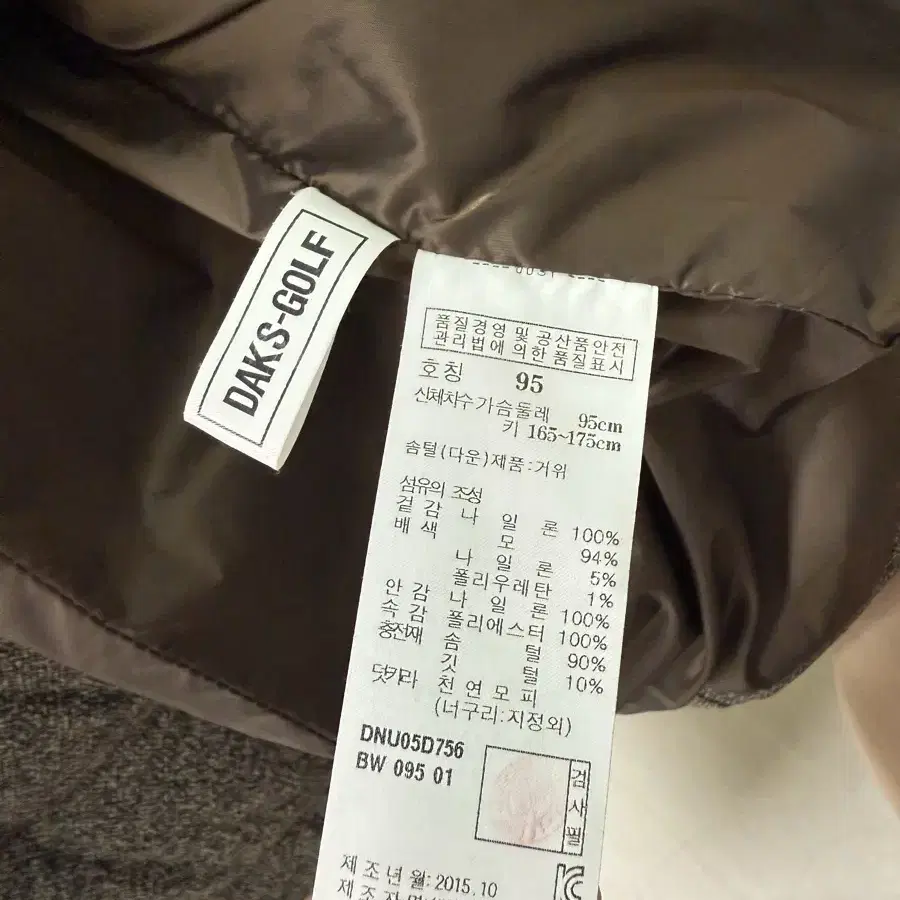 DAKS-GOLF
품질경영 및 공산품안전
관리법에 의한 품질표시
호칭 95
신체치수 가슴둘레 95cm
키 165~175cm
솜털(다운)제품:거위
섬유의 조성
겉감 나일론 100%
배색 모 94%
나일론 5%
폴리우레탄 1%
안감 나일론 100%
속감 폴리에스터 100%
충전재 솜털 90%
깃털 10%
덧카라 천연모피
(너구리:지정외)
DNU05D756
BW 095 01
검사필
제조년월:2015.10
제조자명